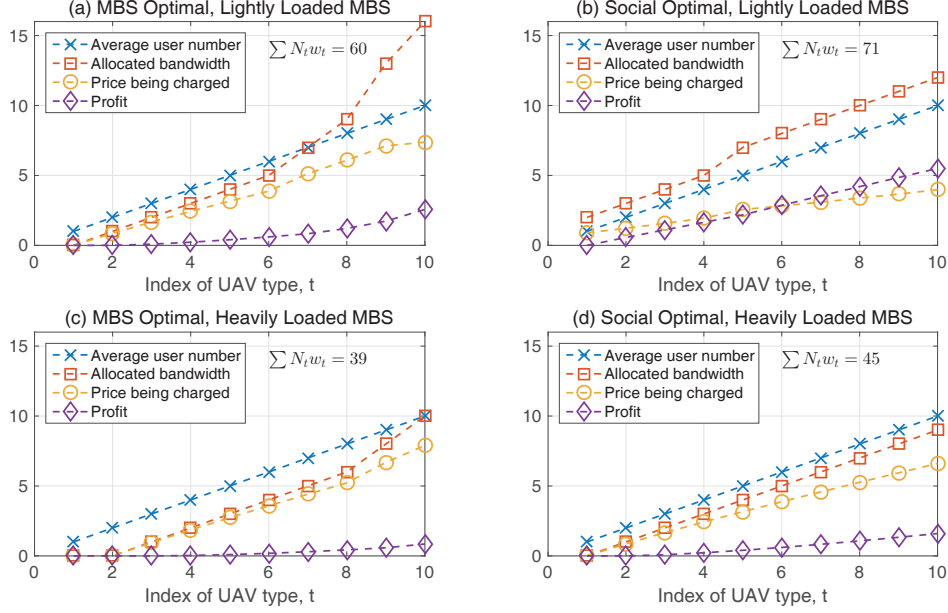 (a) MBS Optimal, Lightly Loaded MBS
15
10
5
0
0 2 4 6 8 10
Average user number
Allocated bandwidth
Price being charged
Profit
∑ N_t w_t = 60
Index of UAV type, t
(b) Social Optimal, Lightly Loaded MBS
15
10
5
0
0 2 4 6 8 10
Average user number
Allocated bandwidth
Price being charged
Profit
∑ N_t w_t = 71
Index of UAV type, t
(c) MBS Optimal, Heavily Loaded MBS
15
10
5
0
0 2 4 6 8 10
Average user number
Allocated bandwidth
Price being charged
Profit
∑ N_t w_t = 39
Index of UAV type, t
(d) Social Optimal, Heavily Loaded MBS
15
10
5
0
0 2 4 6 8 10
Average user number
Allocated bandwidth
Price being charged
Profit
∑ N_t w_t = 45
Index of UAV type, t